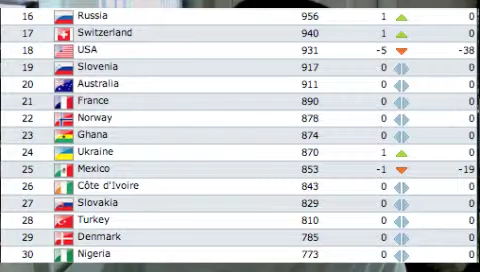 16 Russia 956 1 0
17 Switzerland 940 1 0
18 USA 931 -5 -38
19 Slovenia 917 0 0
20 Australia 911 0 0
21 France 890 0 0
22 Norway 878 0 0
23 Ghana 874 0 0
24 Ukraine 870 1 0
25 Mexico 853 -1 -19
26 Côte d'Ivoire 843 0 0
27 Slovakia 829 0 0
28 Turkey 810 0 0
29 Denmark 785 0 0
30 Nigeria 773 0 0